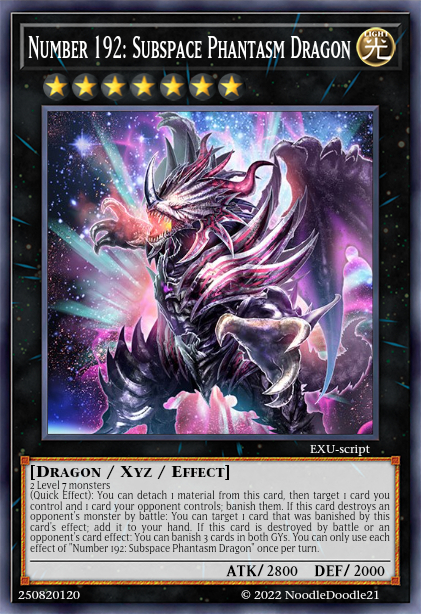 Number 192: Subspace Phantasm Dragon
LIGHT
光
EXU-script
[Dragon / Xyz / Effect]
2 Level 7 monsters
(Quick Effect): You can detach 1 material from this card, then target 1 card you
control and 1 card your opponent controls; banish them. If this card destroys an
opponent's monster by battle: You can target 1 card that was banished by this
card's effect; add it to your hand. If this card is destroyed by battle or an
opponent's card effect: You can banish 3 cards in both GYs. You can only use each
effect of "Number 192: Subspace Phantasm Dragon" once per turn.
ATK/ 2800 DEF/ 2000
250820120 © 2022 NoodleDoodle21